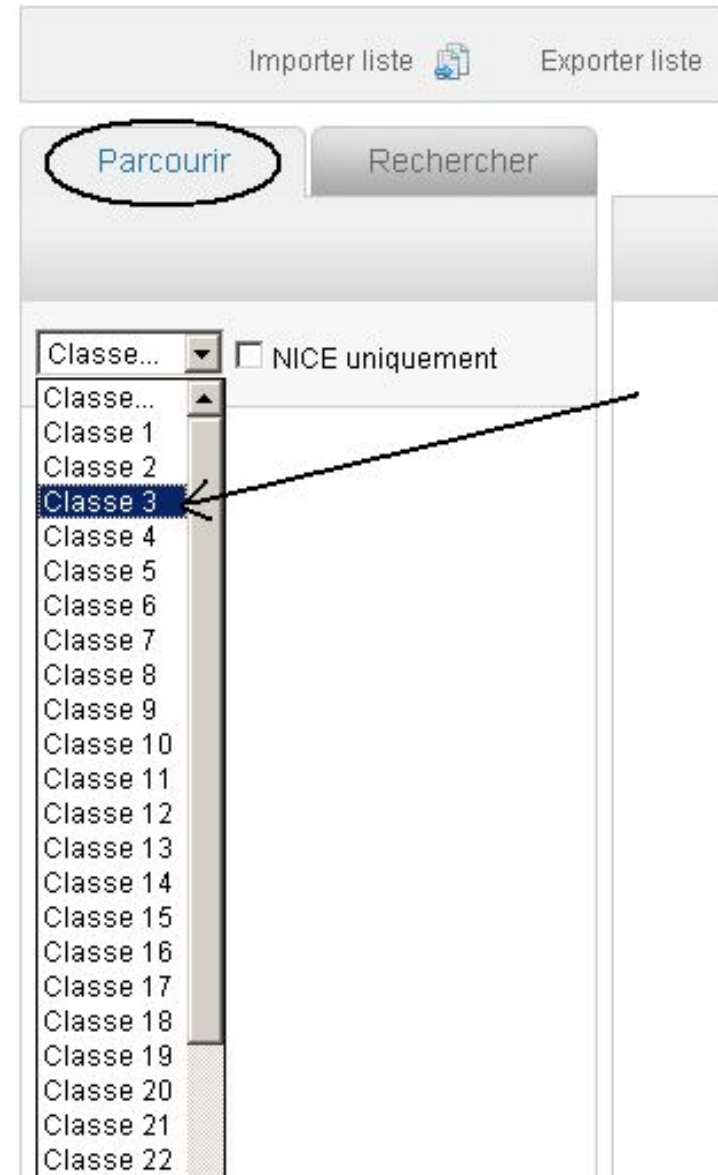 Importer liste Exporter liste
Parcourir Rechercher
Classe... NICE uniquement
Classe...
Classe 1
Classe 2
Classe 3
Classe 4
Classe 5
Classe 6
Classe 7
Classe 8
Classe 9
Classe 10
Classe 11
Classe 12
Classe 13
Classe 14
Classe 15
Classe 16
Classe 17
Classe 18
Classe 19
Classe 20
Classe 21
Classe 22